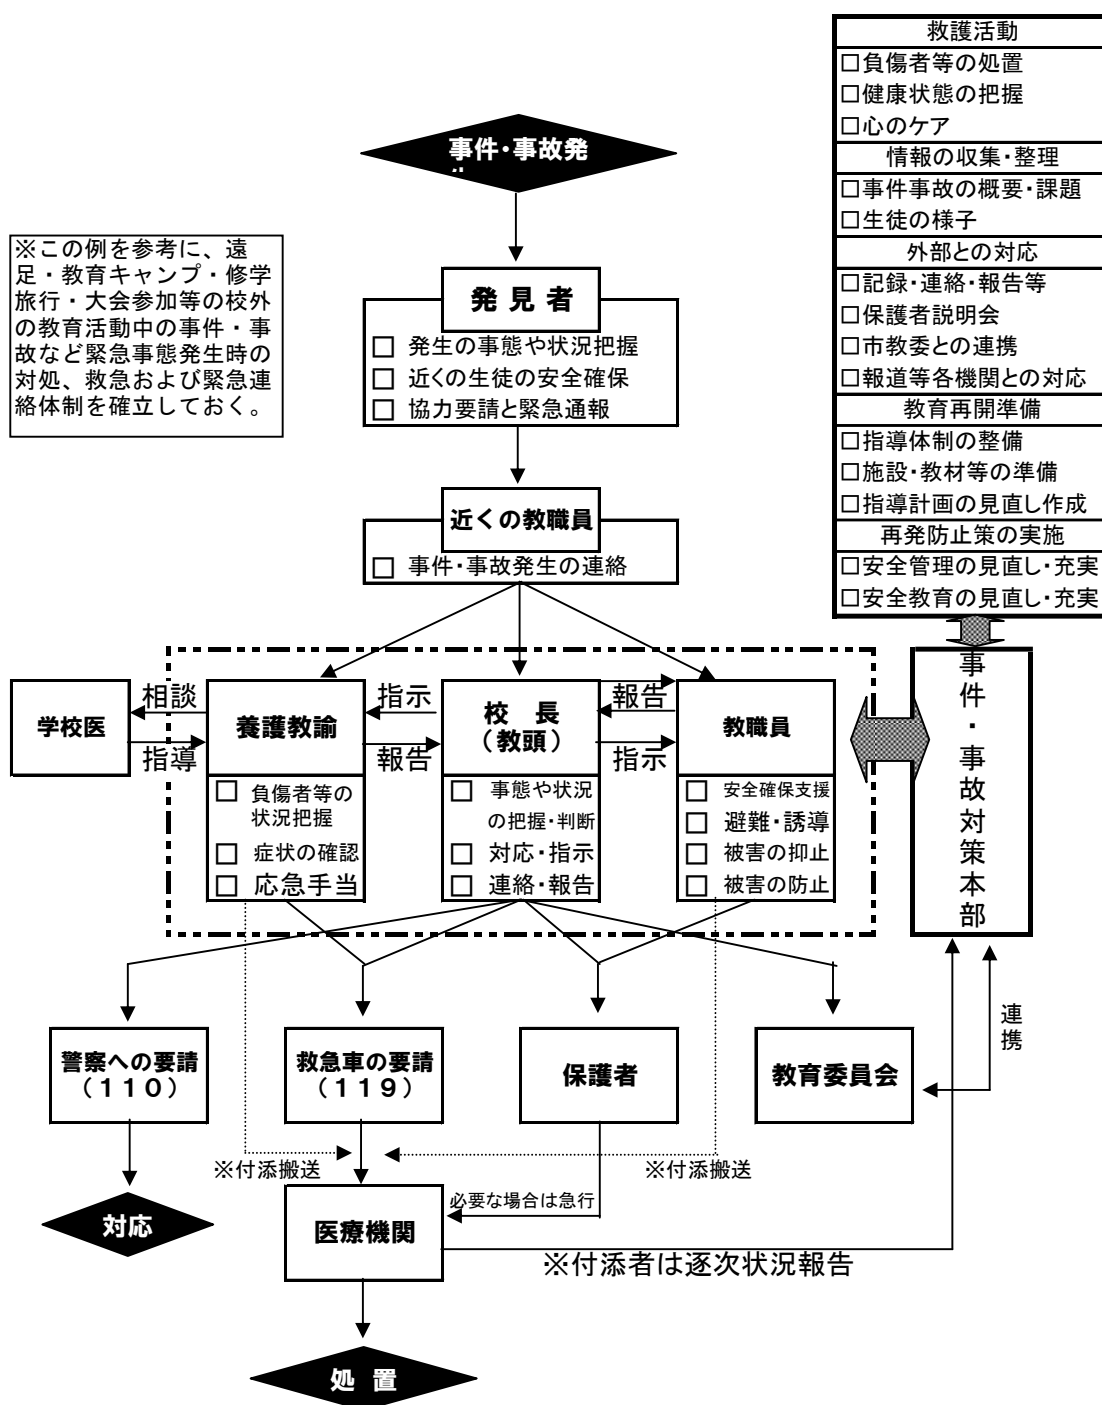 救護活動
□負傷者等の処置
□健康状態の把握
□心のケア
情報の収集・整理
□事件事故の概要・課題
□生徒の様子
外部との対応
□記録・連絡・報告等
□保護者説明会
□市教委との連携
□報道等各機関との対応
教育再開準備
□指導体制の整備
□施設・教材等の準備
□指導計画の見直し作成
再発防止策の実施
□安全管理の見直し・充実
□安全教育の見直し・充実
事件・事故発
※この例を参考に、遠
足・教育キャンプ・修学
旅行・大会参加等の校外
の教育活動中の事件・事
故など緊急事態発生時の
対処、救急および緊急連
絡体制を確立しておく。
発見者
□ 発生の事態や状況把握
□ 近くの生徒の安全確保
□ 協力要請と緊急通報
近くの教職員
□ 事件・事故発生の連絡
学校医
相談
指導
養護教諭
□ 負傷者等の
状況把握
□ 症状の確認
□ 応急手当
指示
報告
校長
(教頭)
□ 事態や状況
の把握・判断
□ 対応・指示
□ 連絡・報告
報告
指示
教職員
□ 安全確保支援
□ 避難・誘導
□ 被害の抑止
□ 被害の防止
事件・事故対策本部
連携
警察への要請
(110)
救急車の要請
(119)
保護者
教育委員会
※付添搬送
※付添搬送
対応
医療機関
必要な場合は急行
※付添者は逐次状況報告
処置